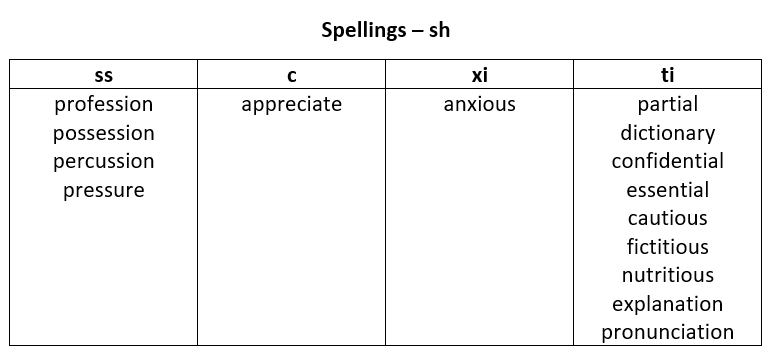 Spellings – sh
ss c xi ti
profession appreciate anxious partial
possession dictionary
percussion confidential
pressure essential
cautious
fictitious
nutritious
explanation
pronunciation